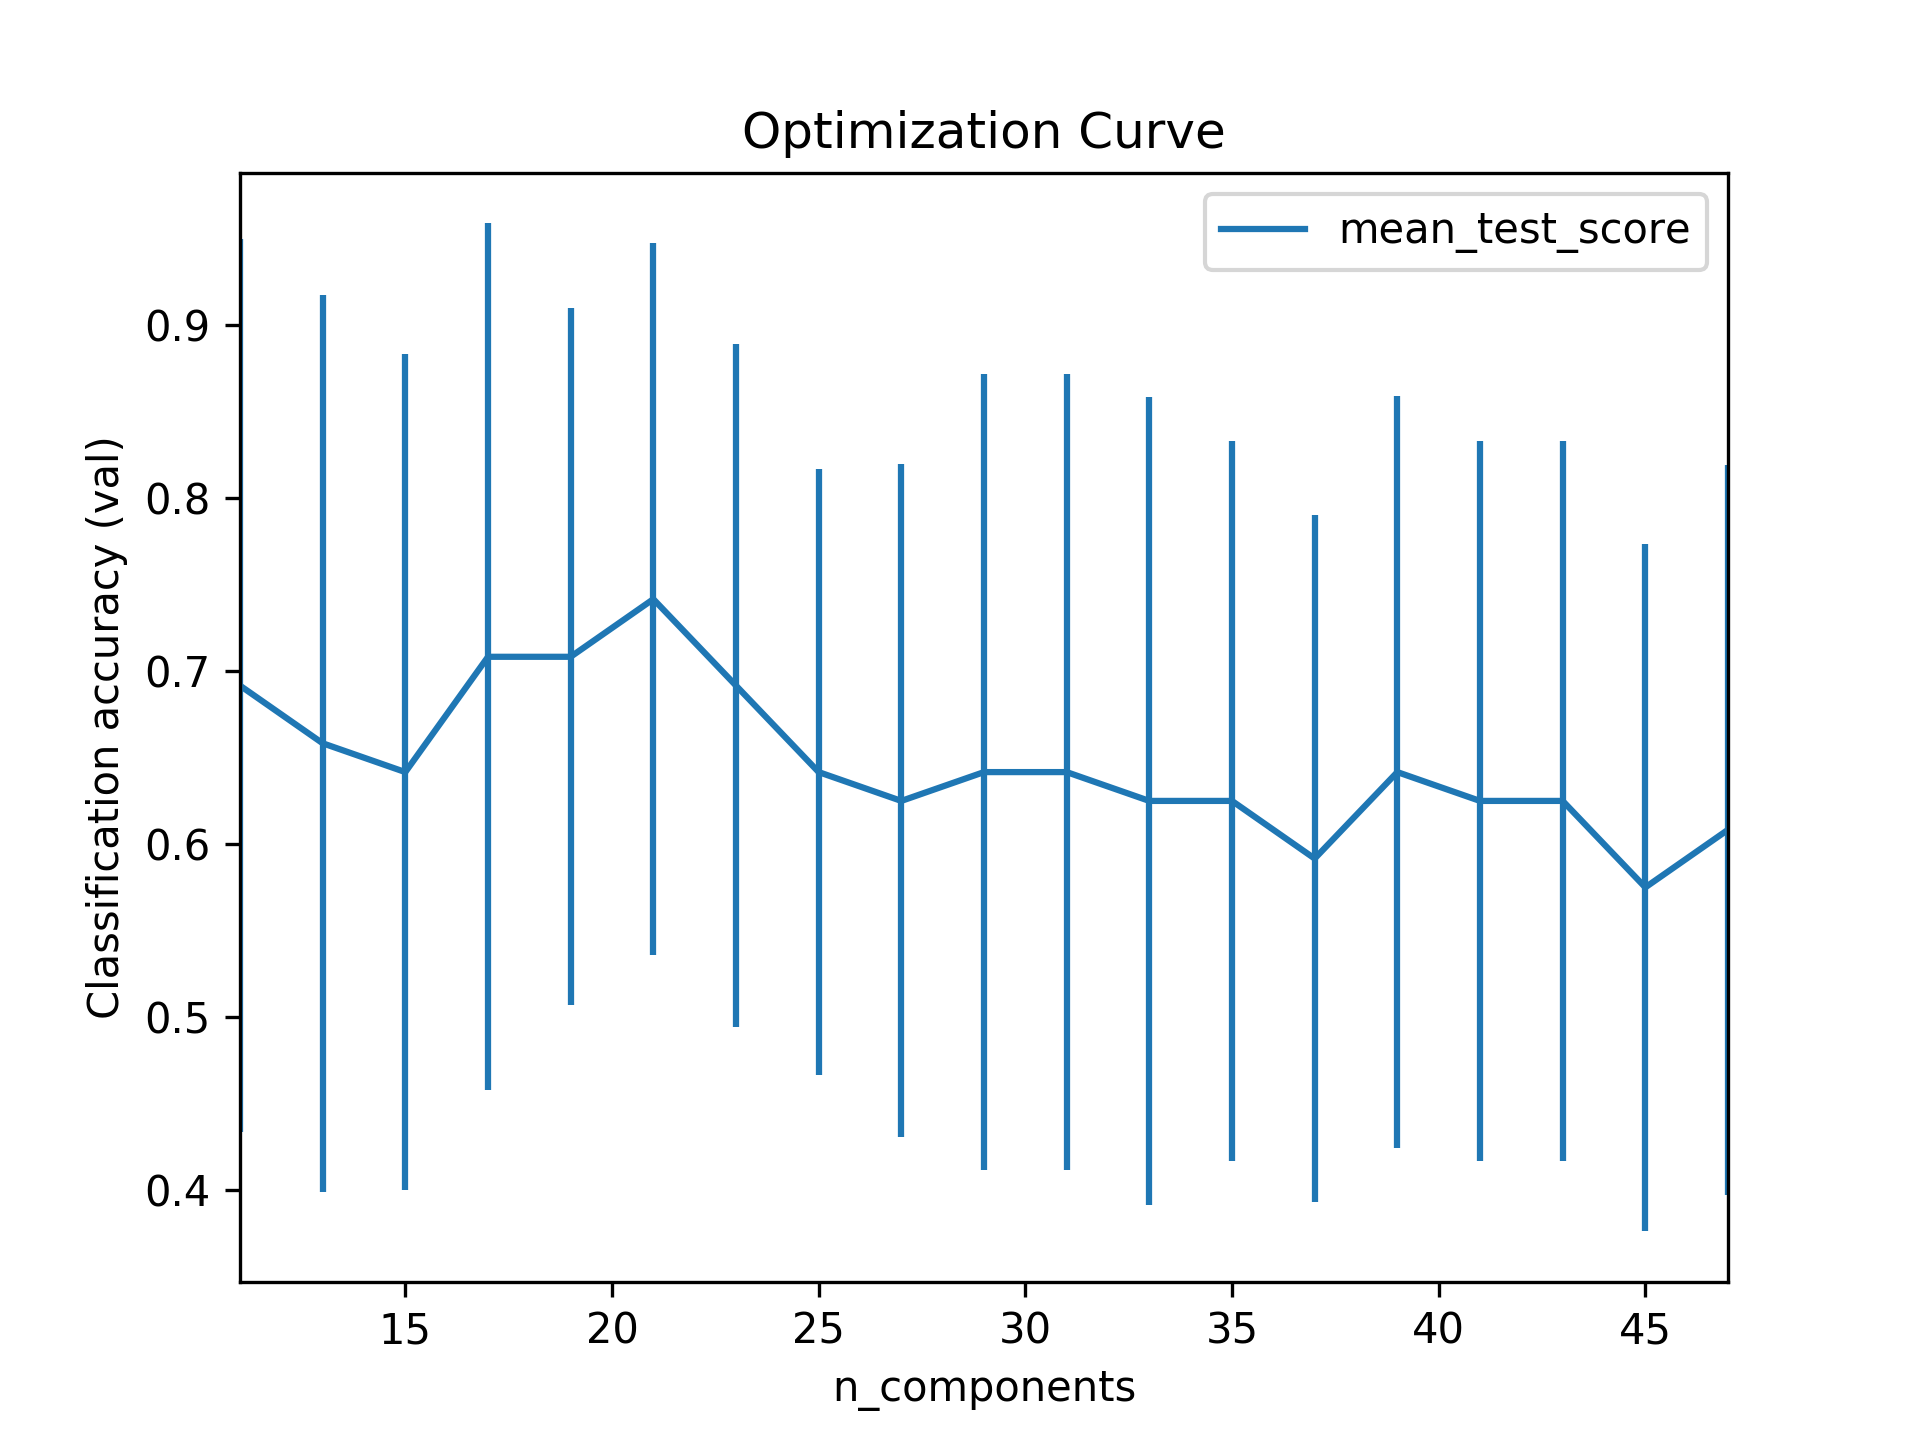 Optimization Curve
mean_test_score
Classification accuracy (val)
0.9
0.8
0.7
0.6
0.5
0.4
15 20 25 30 35 40 45
n_components